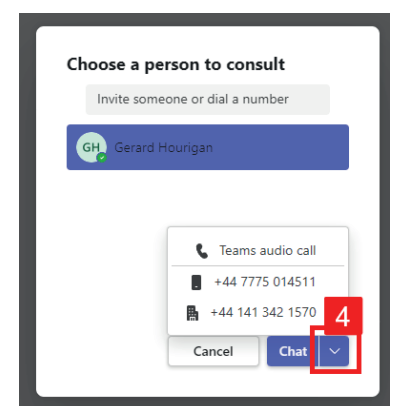 Choose a person to consult
Invite someone or dial a number
GH Gerard Hourigan
Teams audio call
+44 7775 014511
+44 141 342 1570
4
Cancel Chat